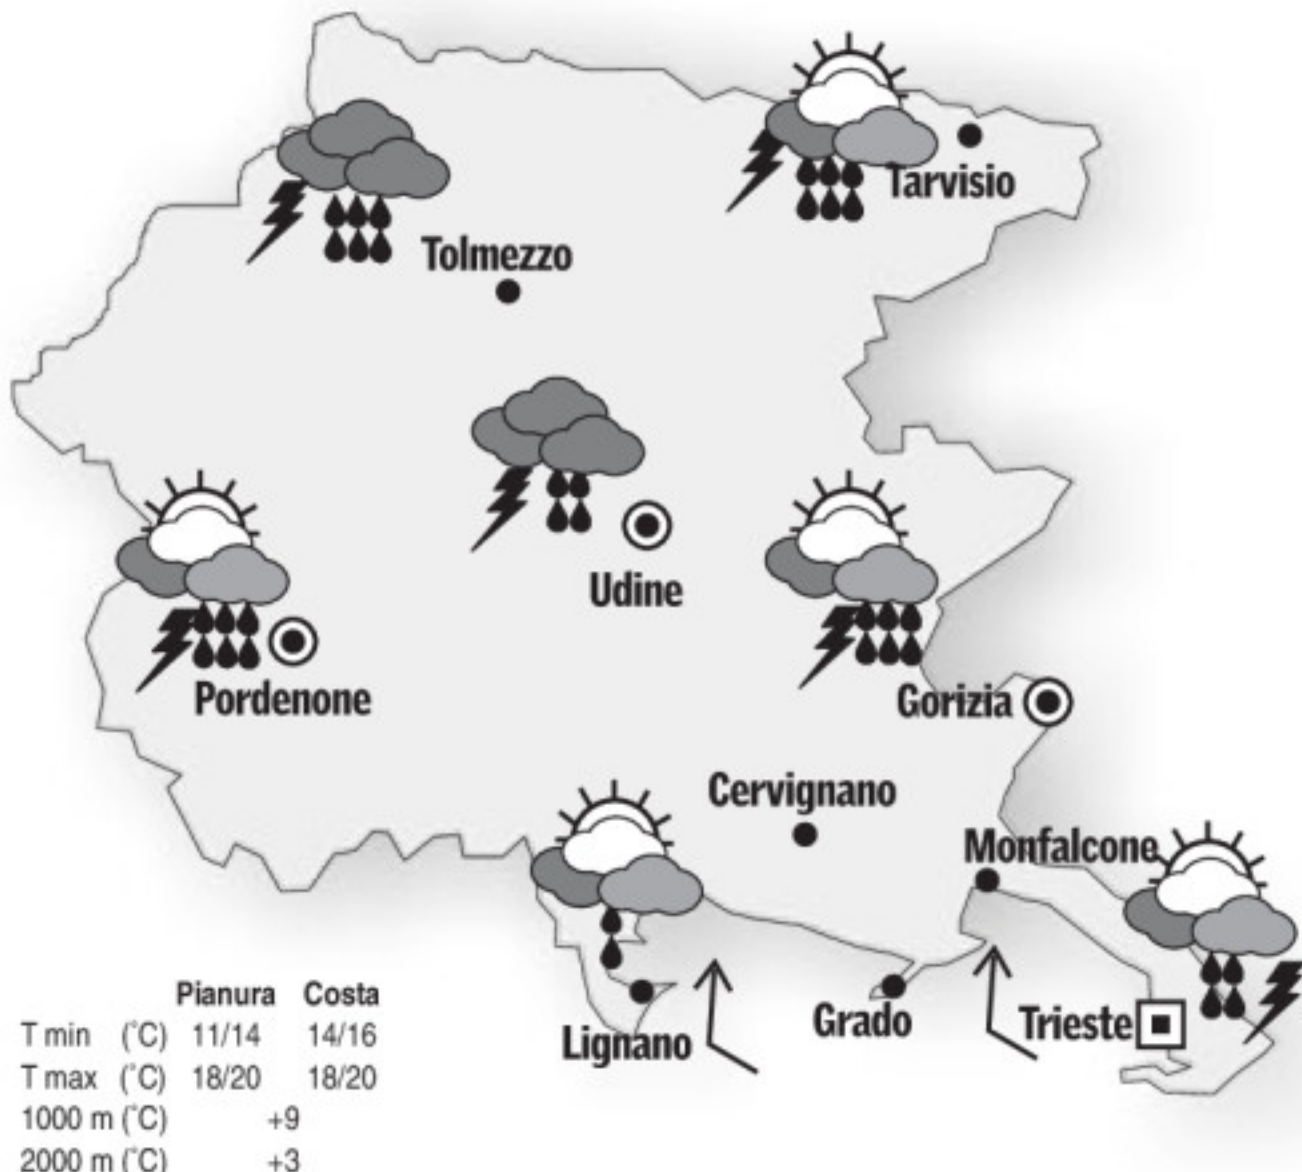 Tarvisio
Tolmezzo
Udine
Pordenone
Gorizia
Cervignano
Monfalcone
Grado
Trieste
Lignano
Pianura Costa
T min (°C) 11/14 14/16
T max (°C) 18/20 18/20
1000 m (°C) +9
2000 m (°C) +3